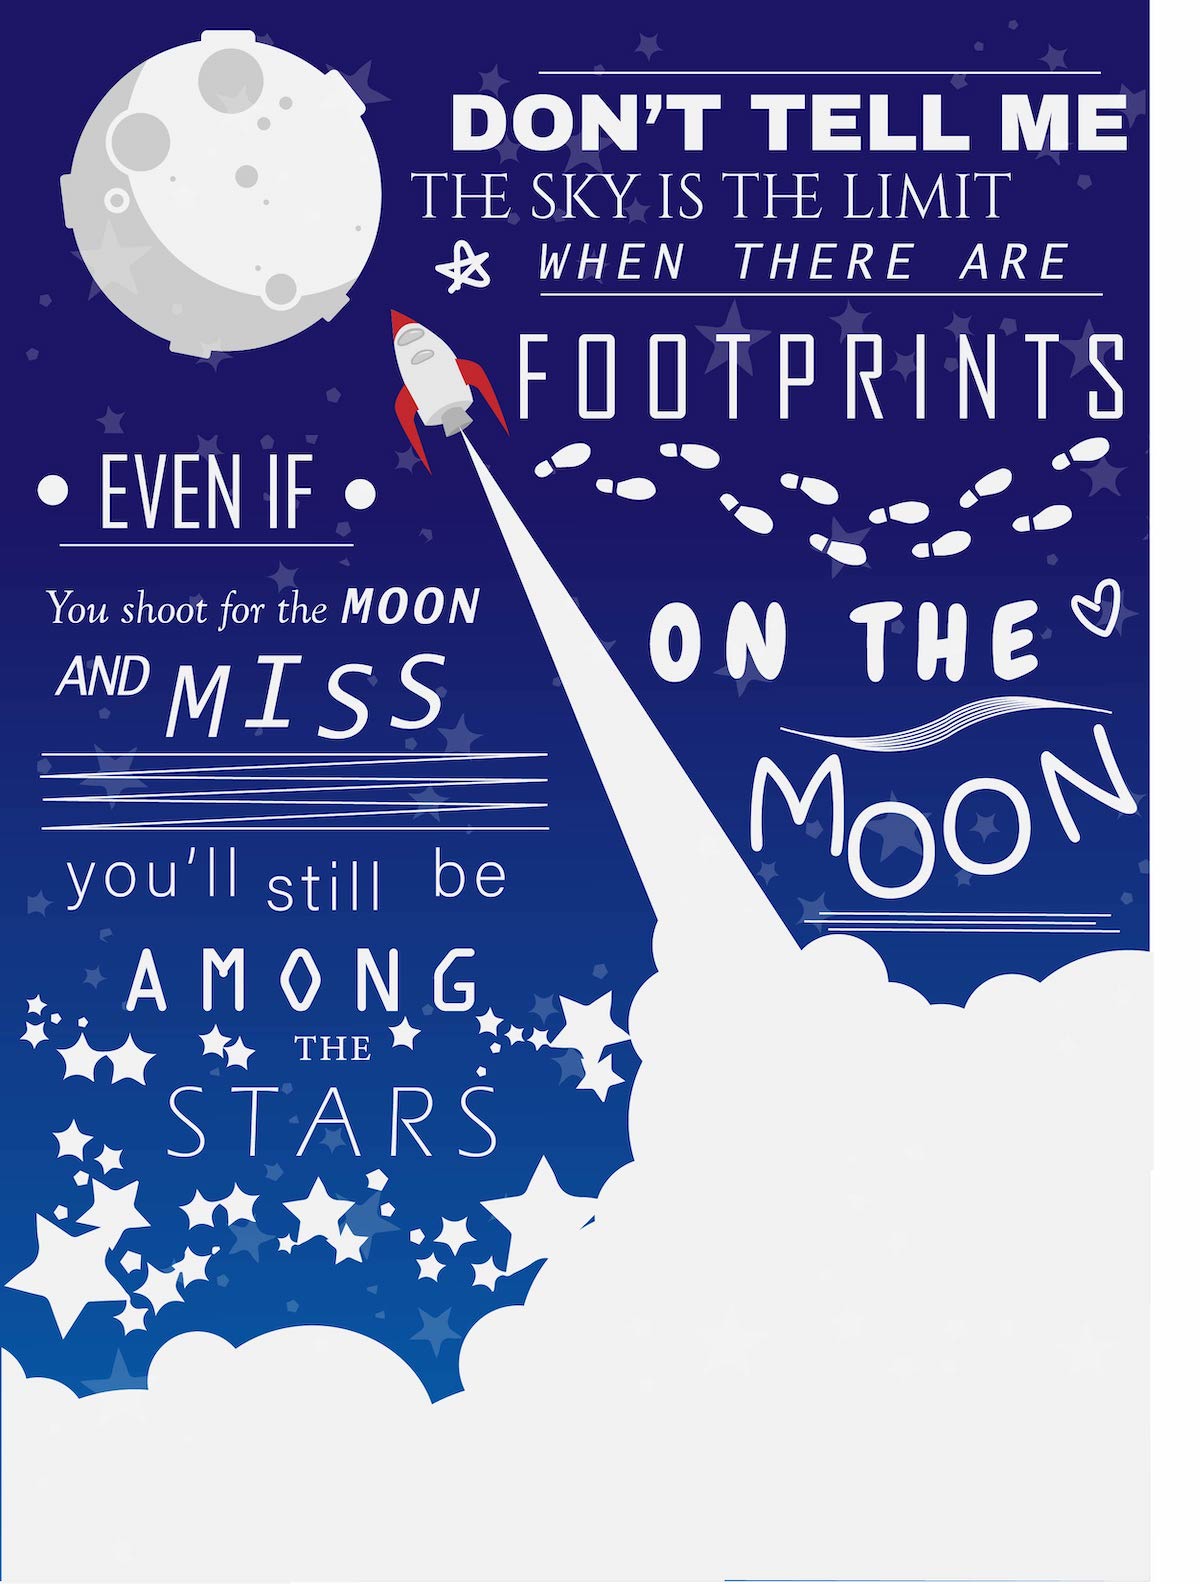 DON'T TELL ME
THE SKY IS THE LIMIT
WHEN THERE ARE
FOOTPRINTS
ON THE
MOON
EVEN IF
You shoot for the MOON
AND MISS
you'll still be
AMONG
THE
STARS